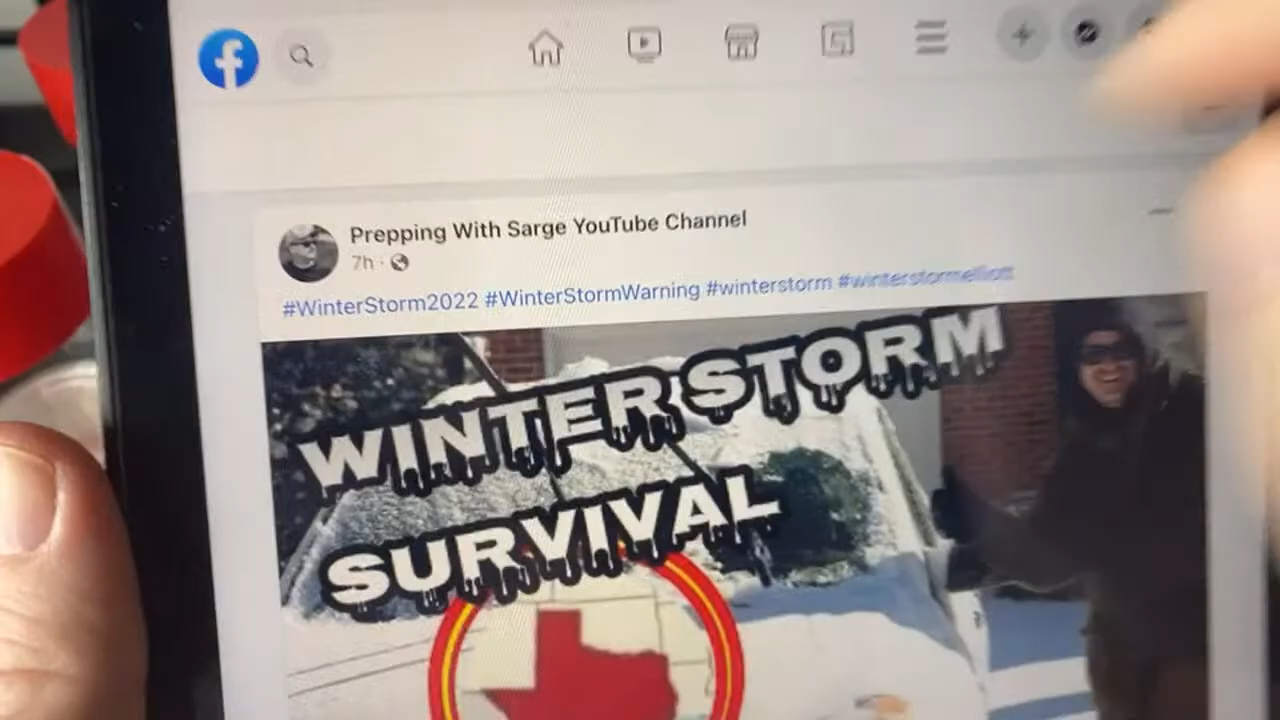 Prepping With Sarge YouTube Channel
7h ·
#WinterStorm2022 #WinterStormWarning #winterstorm #winterstormelliott
WINTER STORM
SURVIVAL